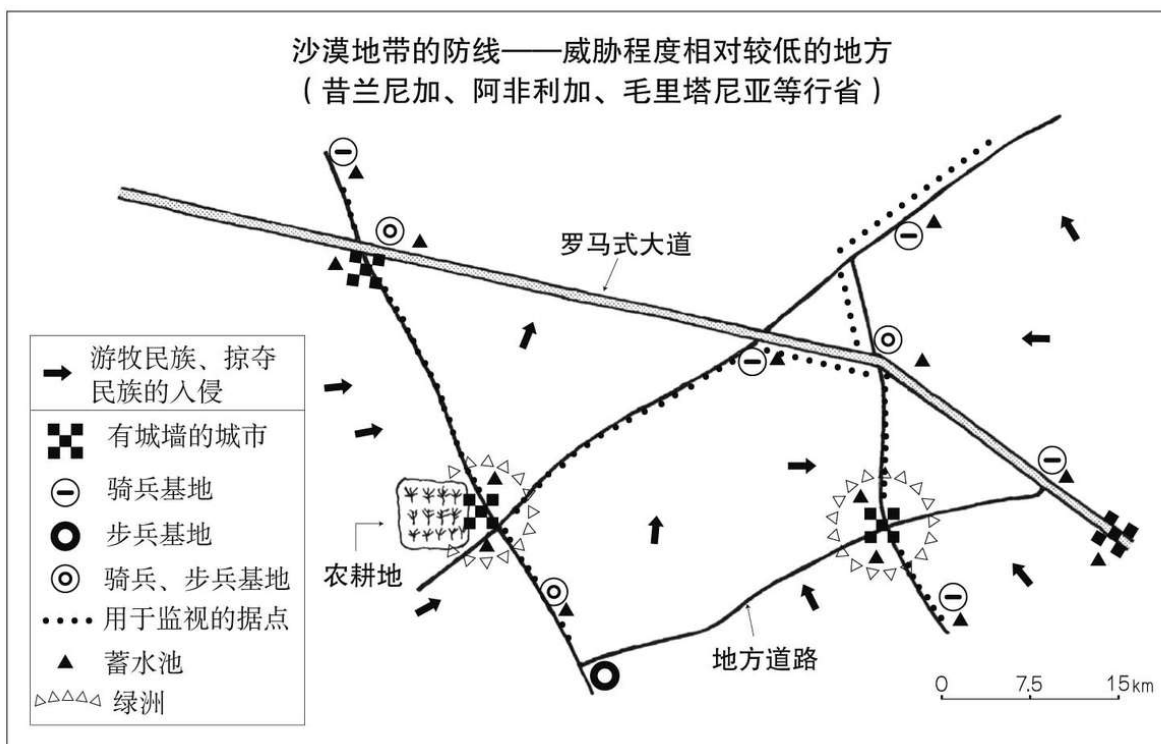 沙漠地带的防线——威胁程度相对较低的地方
（昔兰尼加、阿非利加、毛里塔尼亚等行省）
罗马式大道
游牧民族、掠夺
民族的入侵
有城墙的城市
骑兵基地
步兵基地
骑兵、步兵基地
用于监视的据点
蓄水池
绿洲
农耕地
地方道路
0 7.5 15km